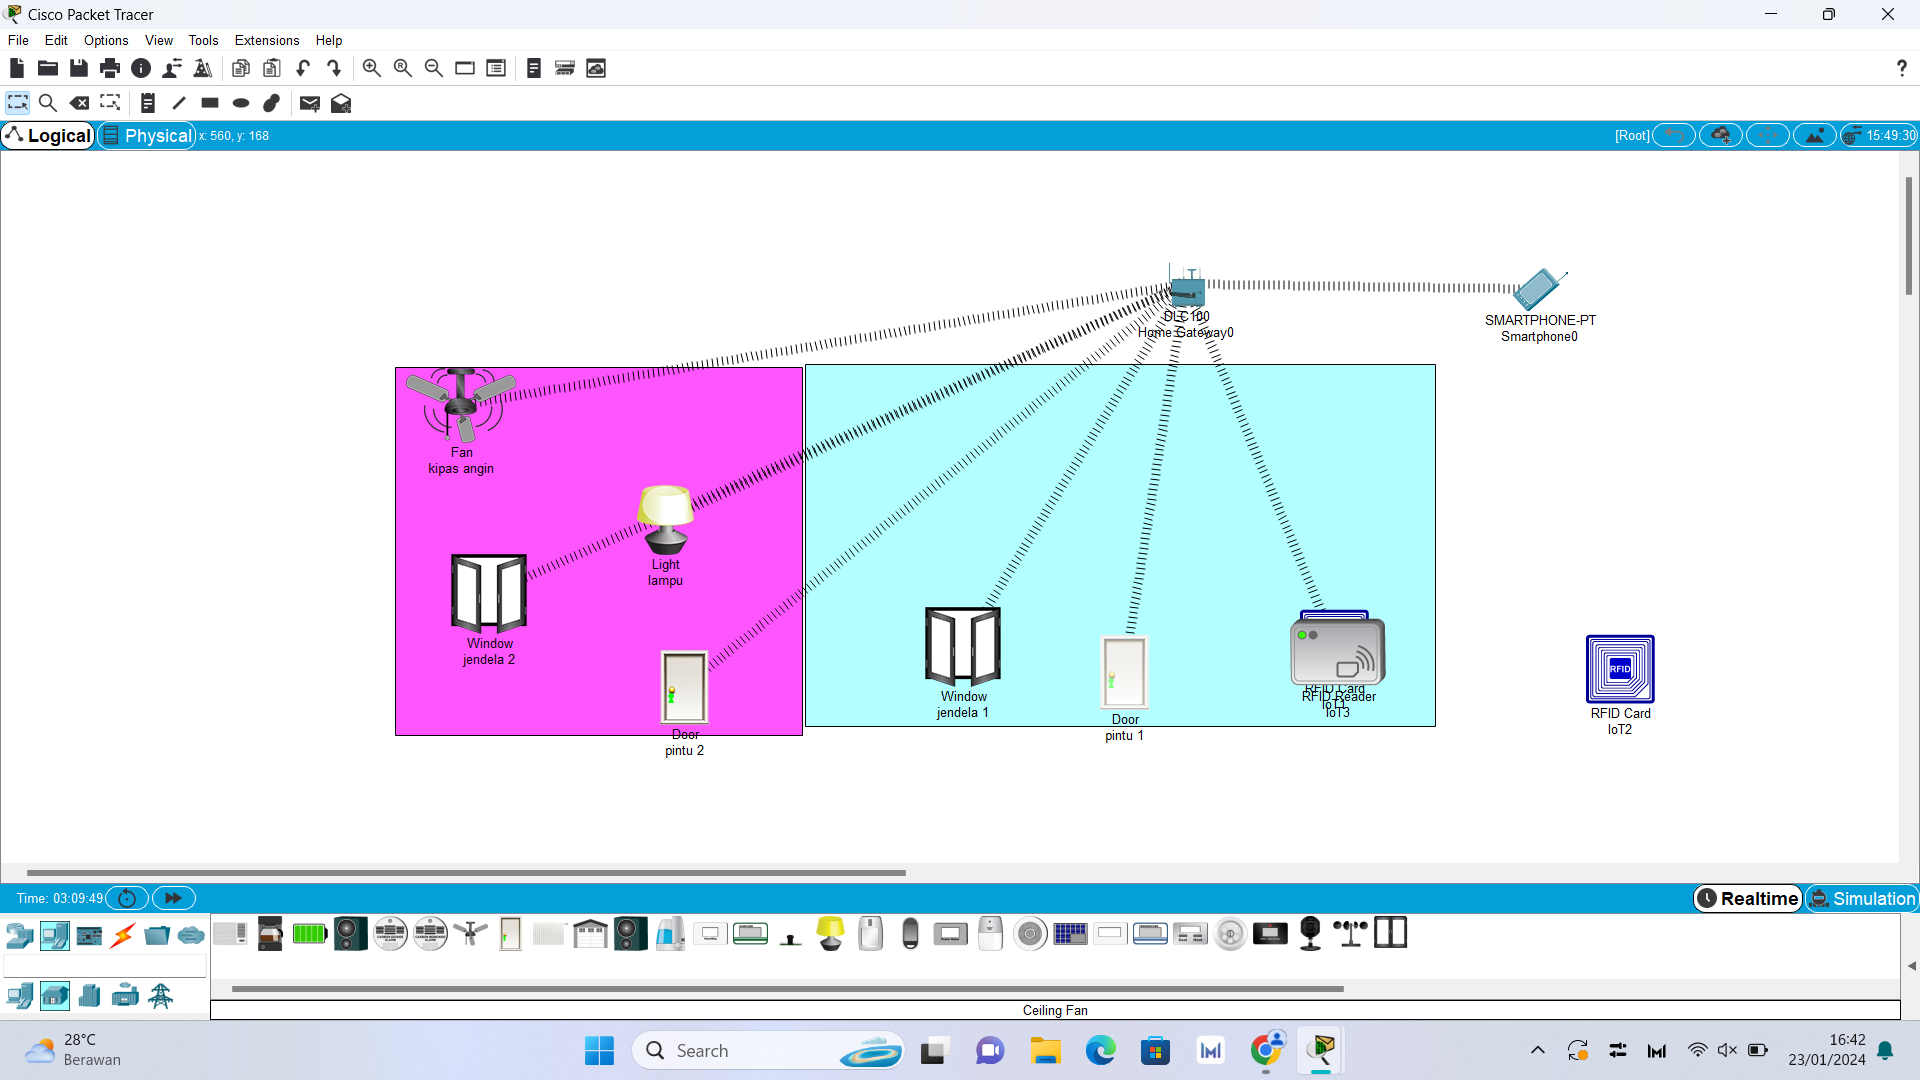 Cisco Packet Tracer
File Edit Options View Tools Extensions Help
Logical Physical x: 560, y: 168 [Root] 15:49:30
DLC100
Home Gateway0
SMARTPHONE-PT
Smartphone0
Fan
kipas angin
Light
lampu
Window
jendela 2
Door
pintu 2
Window
jendela 1
Door
pintu 1
RFID Card
RFID Reader
IoT1
IoT3
RFID
RFID Card
IoT2
Time: 03:09:49 Realtime Simulation
Ceiling Fan
28°C
Berawan
Search
16:42
23/01/2024